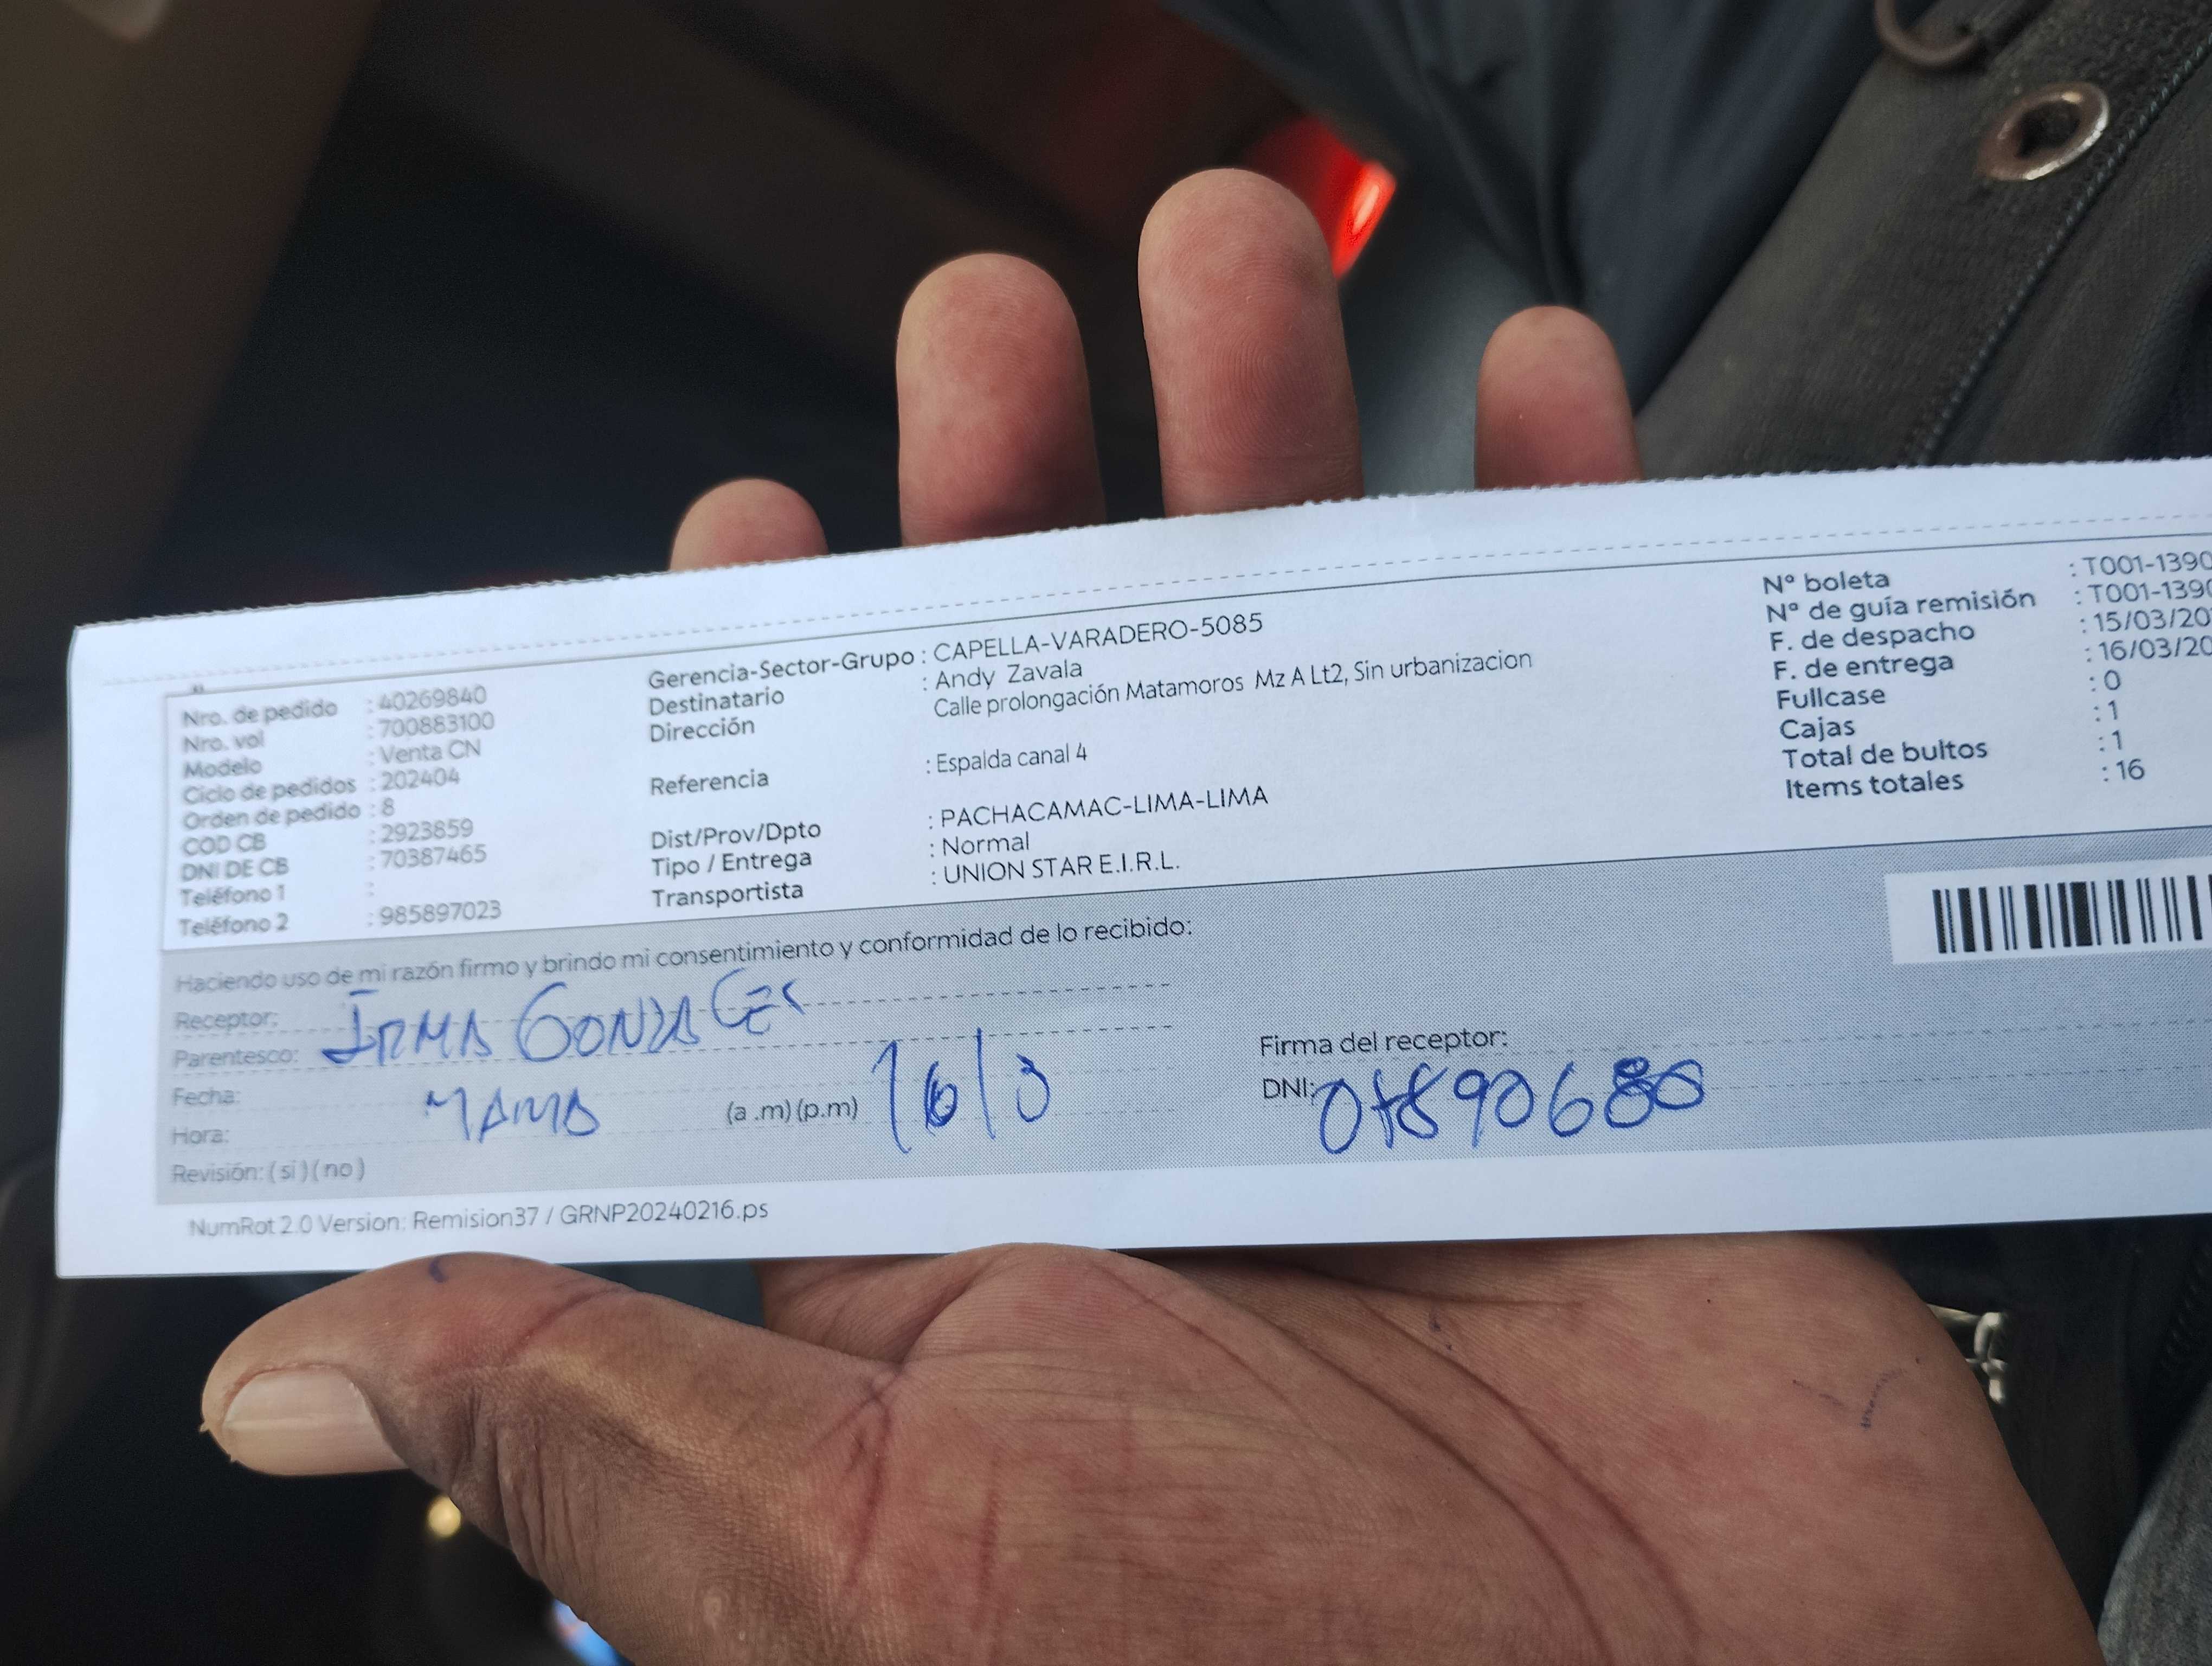 Nro. de pedido : 40269840
Nro. vol : 700883100
Modelo : Venta CN
Ciclo de pedidos : 202404
Orden de pedido : 8
COD CB : 2923859
DNI DE CB : 70387465
Teléfono 1 :
Teléfono 2 : 985897023
Gerencia-Sector-Grupo : CAPELLA-VARADERO-5085
Destinatario : Andy Zavala
Dirección Calle prolongación Matamoros Mz A Lt2, Sin urbanizacion
Referencia : Espalda canal 4
Dist/Prov/Dpto : PACHACAMAC-LIMA-LIMA
Tipo / Entrega : Normal
Transportista : UNION STAR E.I.R.L.
N° boleta : T001-1390
N° de guía remisión : T001-1390
F. de despacho : 15/03/20
F. de entrega : 16/03/20
Fullcase : 0
Cajas : 1
Total de bultos : 1
Items totales : 16
Haciendo uso de mi razón firmo y brindo mi consentimiento y conformidad de lo recibido:
Receptor: IRMA GONZALES
Parentesco:
Fecha: MAMA
Hora: (a .m) (p.m) 16/3
Revisión: ( si ) ( no )
Firma del receptor:
DNI:
NumRot 2.0 Version: Remision37 / GRNP20240216.ps